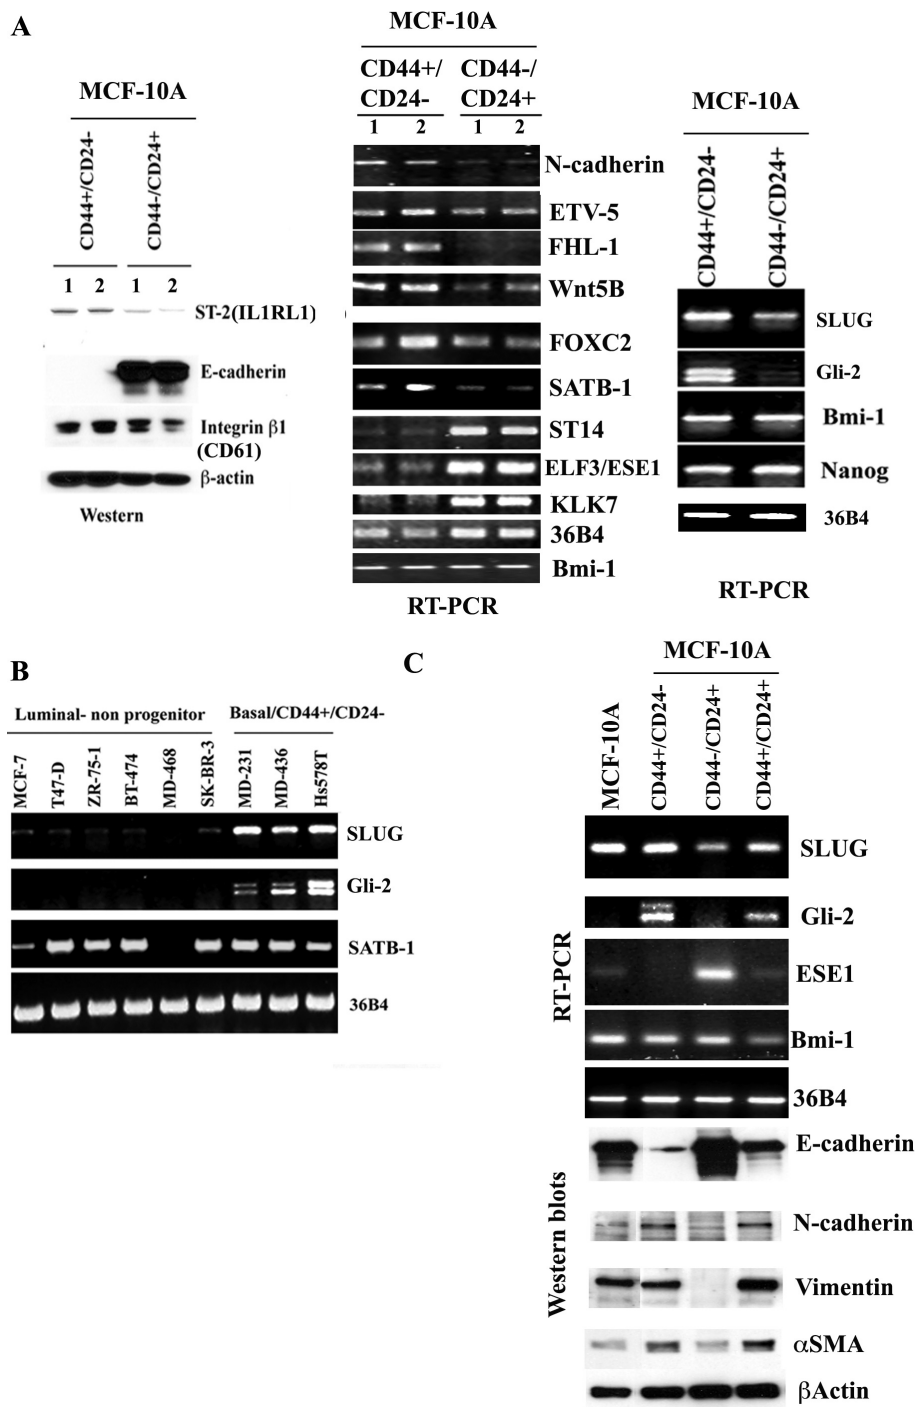 A
MCF-10A
CD44+/CD24-
CD44-/CD24+
1 2 1 2
ST-2(IL1RL1)
E-cadherin
Integrin β1
(CD61)
β-actin
Western
MCF-10A
CD44+/ CD44-/
CD24- CD24+
1 2 1 2
N-cadherin
ETV-5
FHL-1
Wnt5B
FOXC2
SATB-1
ST14
ELF3/ESE1
KLK7
36B4
Bmi-1
RT-PCR
MCF-10A
CD44+/CD24-
CD44-/CD24+
SLUG
Gli-2
Bmi-1
Nanog
36B4
RT-PCR
B
Luminal- non progenitor
Basal/CD44+/CD24-
MCF-7
T47-D
ZR-75-1
BT-474
MD-468
SK-BR-3
MD-231
MD-436
Hs578T
SLUG
Gli-2
SATB-1
36B4
C
MCF-10A
MCF-10A
CD44+/CD24-
CD44-/CD24+
CD44+/CD24+
RT-PCR
SLUG
Gli-2
ESE1
Bmi-1
36B4
Western blots
E-cadherin
N-cadherin
Vimentin
αSMA
βActin